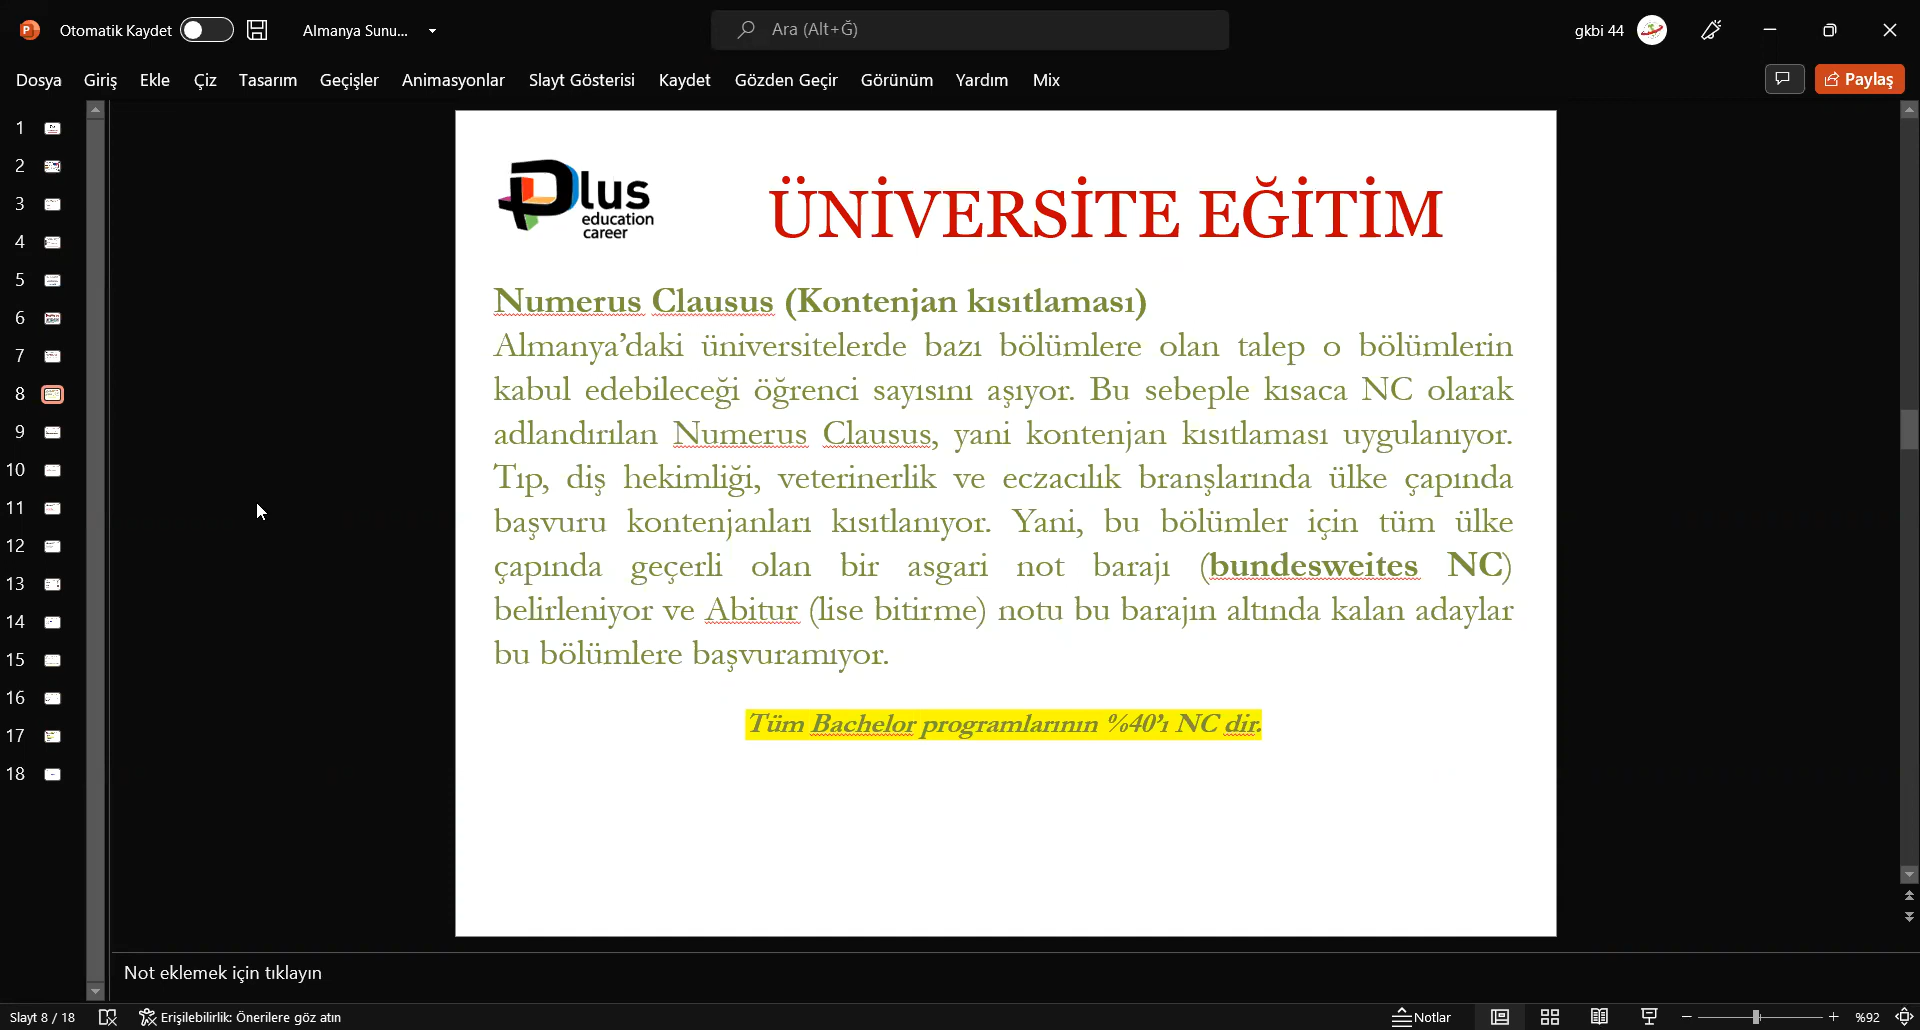 Otomatik Kaydet
Almanya Sunu...
Ara (Alt+Ğ)
gkbi 44
Dosya Giriş Ekle Çiz Tasarım Geçişler Animasyonlar Slayt Gösterisi Kaydet Gözden Geçir Görünüm Yardım Mix
Paylaş
1
2
3
4
5
6
7
8
9
10
11
12
13
14
15
16
17
18
Plus
education
career
ÜNİVERSİTE EĞİTİM
Numerus Clausus (Kontenjan kısıtlaması)
Almanya’daki üniversitelerde bazı bölümlere olan talep o bölümlerin
kabul edebileceği öğrenci sayısını aşıyor. Bu sebeple kısaca NC olarak
adlandırılan Numerus Clausus, yani kontenjan kısıtlaması uygulanıyor.
Tıp, diş hekimliği, veterinerlik ve eczacılık branşlarında ülke çapında
başvuru kontenjanları kısıtlanıyor. Yani, bu bölümler için tüm ülke
çapında geçerli olan bir asgari not barajı (bundesweites NC)
belirleniyor ve Abitur (lise bitirme) notu bu barajın altında kalan adaylar
bu bölümlere başvuramıyor.
Tüm Bachelor programlarının %40’ı NC dir.
Not eklemek için tıklayın
Slayt 8 / 18
Erişilebilirlik: Önerilere göz atın
Notlar
%92